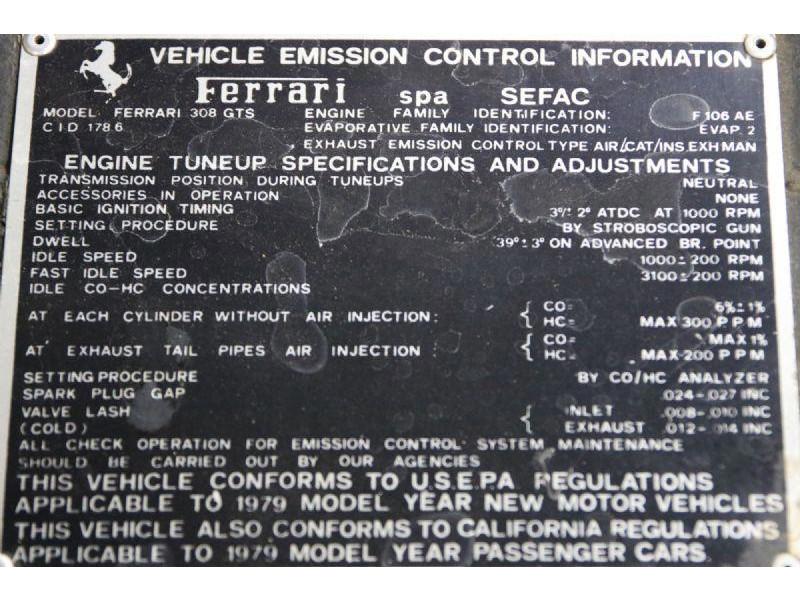 VEHICLE EMISSION CONTROL INFORMATION
Ferrari spa SEFAC
MODEL FERRARI 308 GTS ENGINE FAMILY IDENTIFICATION: F 106 AE
CID 178.6 EVAPORATIVE FAMILY IDENTIFICATION: EVAP. 2
EXHAUST EMISSION CONTROL TYPE AIR/CAT/INS.EXH MAN
ENGINE TUNEUP SPECIFICATIONS AND ADJUSTMENTS
TRANSMISSION POSITION DURING TUNEUPS NEUTRAL
ACCESSORIES IN OPERATION NONE
BASIC IGNITION TIMING 3°± 2° ATDC AT 1000 RPM
SETTING PROCEDURE BY STROBOSCOPIC GUN
DWELL 39°± 3° ON ADVANCED BR. POINT
IDLE SPEED 1000±200 RPM
FAST IDLE SPEED 3100±200 RPM
IDLE CO-HC CONCENTRATIONS
AT EACH CYLINDER WITHOUT AIR INJECTION: { CO= 6%±1%
HC= MAX 300 P P M
AT EXHAUST TAIL PIPES AIR INJECTION: { CO= MAX 1%
HC= MAX 200 P P M
SETTING PROCEDURE BY CO/HC ANALYZER
SPARK PLUG GAP .024-.027 INC
VALVE LASH { INLET .008-.010 INC
(COLD) EXHAUST .012-.014 INC
ALL CHECK OPERATION FOR EMISSION CONTROL SYSTEM MAINTENANCE
SHOULD BE CARRIED OUT BY OUR AGENCIES
THIS VEHICLE CONFORMS TO U.S.E.P.A. REGULATIONS
APPLICABLE TO 1979 MODEL YEAR NEW MOTOR VEHICLES
THIS VEHICLE ALSO CONFORMS TO CALIFORNIA REGULATIONS
APPLICABLE TO 1979 MODEL YEAR PASSENGER CARS